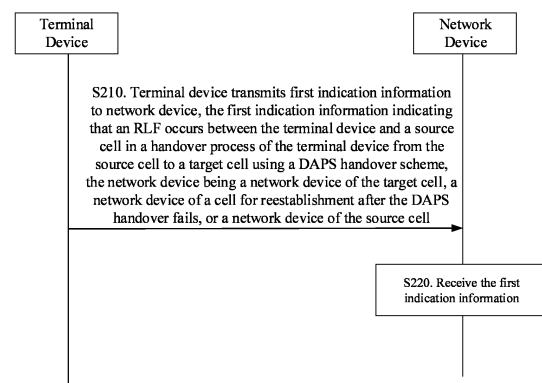 Terminal
Device
Network
Device
S210. Terminal device transmits first indication information
to network device, the first indication information indicating
that an RLF occurs between the terminal device and a source
cell in a handover process of the terminal device from the
source cell to a target cell using a DAPS handover scheme,
the network device being a network device of the target cell, a
network device of a cell for reestablishment after the DAPS
handover fails, or a network device of the source cell
S220. Receive the first
indication information